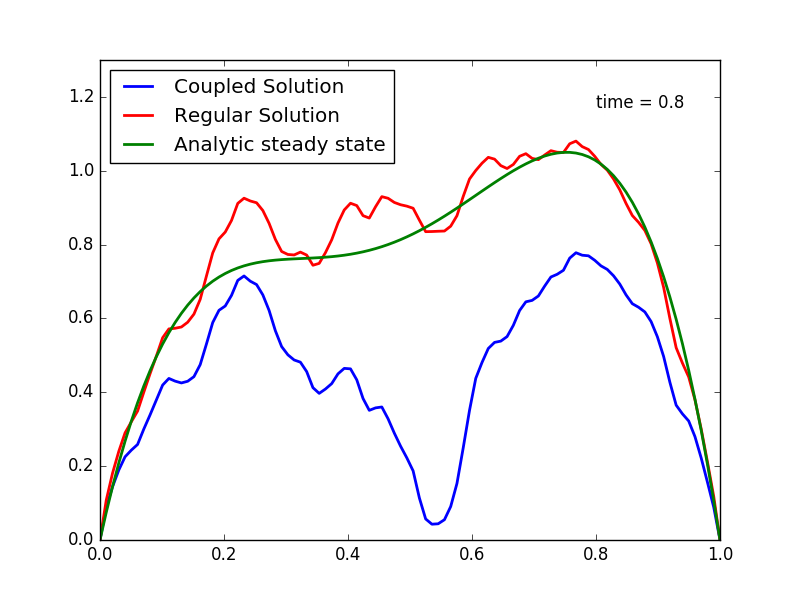 Coupled Solution
Regular Solution
Analytic steady state
time = 0.8
1.2
1.0
0.8
0.6
0.4
0.2
0.0
0.0 0.2 0.4 0.6 0.8 1.0